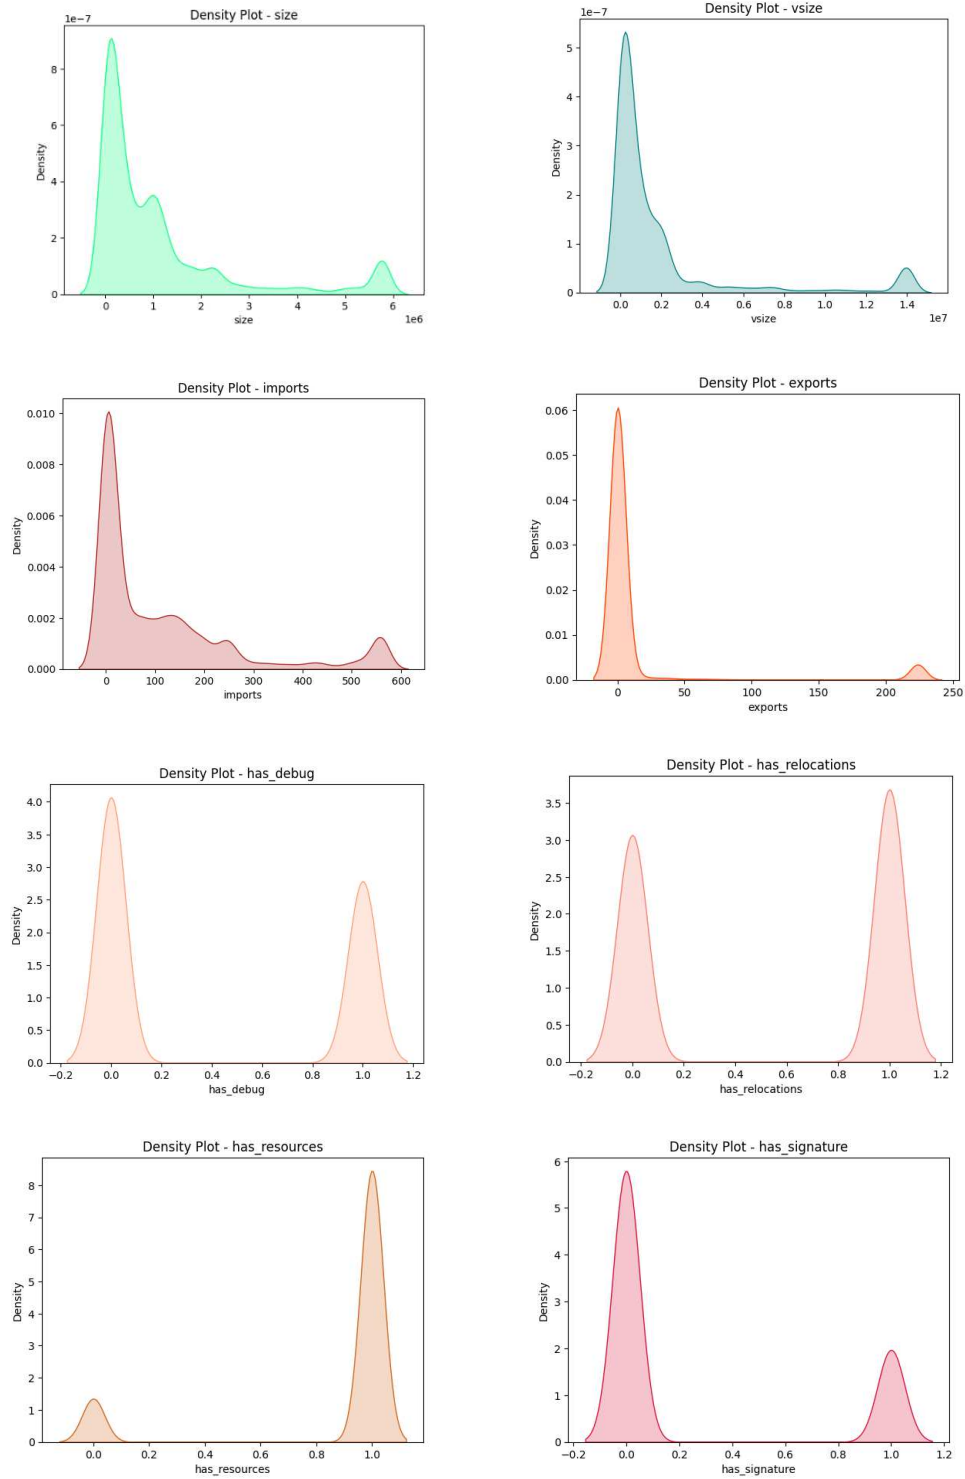 Density Plot - size
1e−7
8
6
4
2
0
Density
0 1 2 3 4 5 6
1e6
size
Density Plot - vsize
1e−7
5
4
3
2
1
0
Density
0.0 0.2 0.4 0.6 0.8 1.0 1.2 1.4
1e7
vsize
Density Plot - imports
0.010
0.008
0.006
0.004
0.002
0.000
Density
0 100 200 300 400 500 600
imports
Density Plot - exports
0.06
0.05
0.04
0.03
0.02
0.01
0.00
Density
0 50 100 150 200 250
exports
Density Plot - has_debug
4.0
3.5
3.0
2.5
2.0
1.5
1.0
0.5
0.0
Density
−0.2 0.0 0.2 0.4 0.6 0.8 1.0 1.2
has_debug
Density Plot - has_relocations
3.5
3.0
2.5
2.0
1.5
1.0
0.5
0.0
Density
−0.2 0.0 0.2 0.4 0.6 0.8 1.0 1.2
has_relocations
Density Plot - has_resources
8
7
6
5
4
3
2
1
0
Density
0.0 0.2 0.4 0.6 0.8 1.0
has_resources
Density Plot - has_signature
6
5
4
3
2
1
0
Density
−0.2 0.0 0.2 0.4 0.6 0.8 1.0 1.2
has_signature